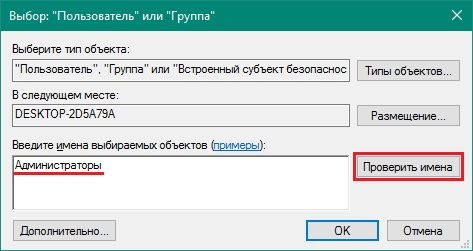 Выбор: "Пользователь" или "Группа"
Выберите тип объекта:
"Пользователь", "Группа" или "Встроенный субъект безопаснос
Типы объектов...
В следующем месте:
DESKTOP-2D5A79A
Размещение...
Введите имена выбираемых объектов (примеры):
Администраторы
Проверить имена
Дополнительно...
OK
Отмена